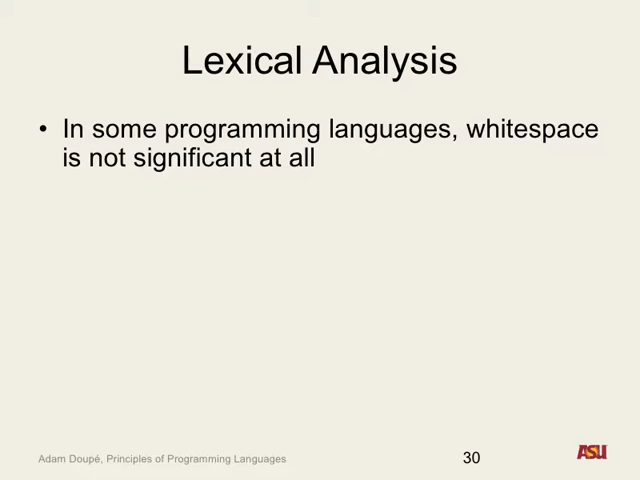 Lexical Analysis
• In some programming languages, whitespace
is not significant at all
Adam Doupé, Principles of Programming Languages
30
ASU